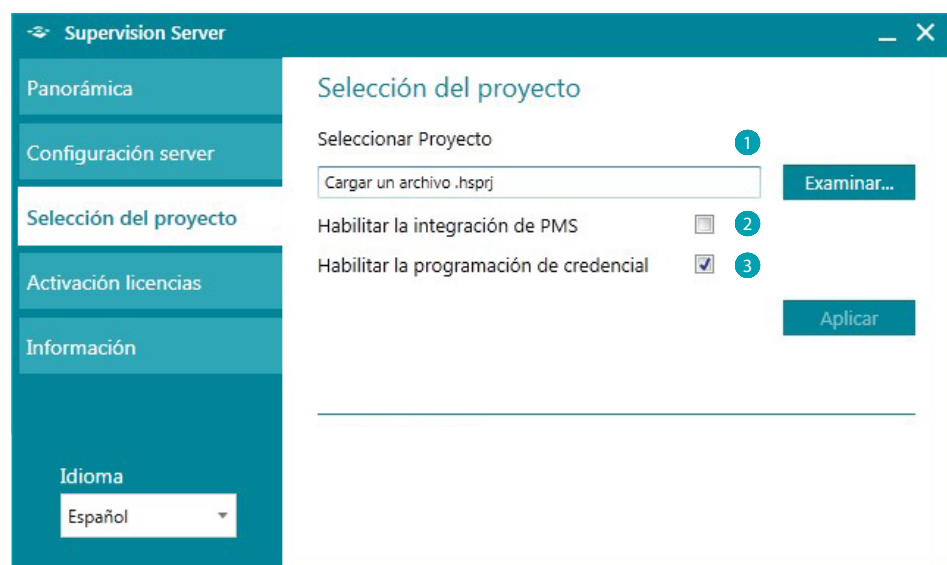 Supervision Server
Panorámica
Configuración server
Selección del proyecto
Activación licencias
Información
Idioma
Español
Selección del proyecto
Seleccionar Proyecto
1
Cargar un archivo .hsprj
Examinar...
Habilitar la integración de PMS
2
Habilitar la programación de credencial
3
Aplicar